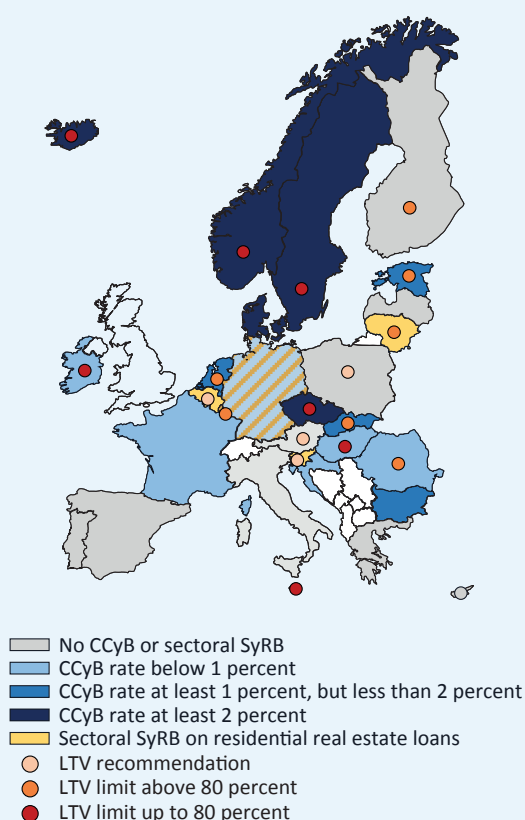 No CCyB or sectoral SyRB
CCyB rate below 1 percent
CCyB rate at least 1 percent, but less than 2 percent
CCyB rate at least 2 percent
Sectoral SyRB on residential real estate loans
LTV recommendation
LTV limit above 80 percent
LTV limit up to 80 percent